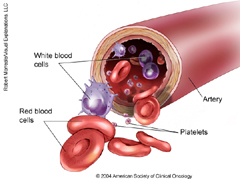 Robert Morreale/Visual Explanations, LLC
White blood
cells
Artery
Red blood
cells
Platelets
© 2004 American Society of Clinical Oncology